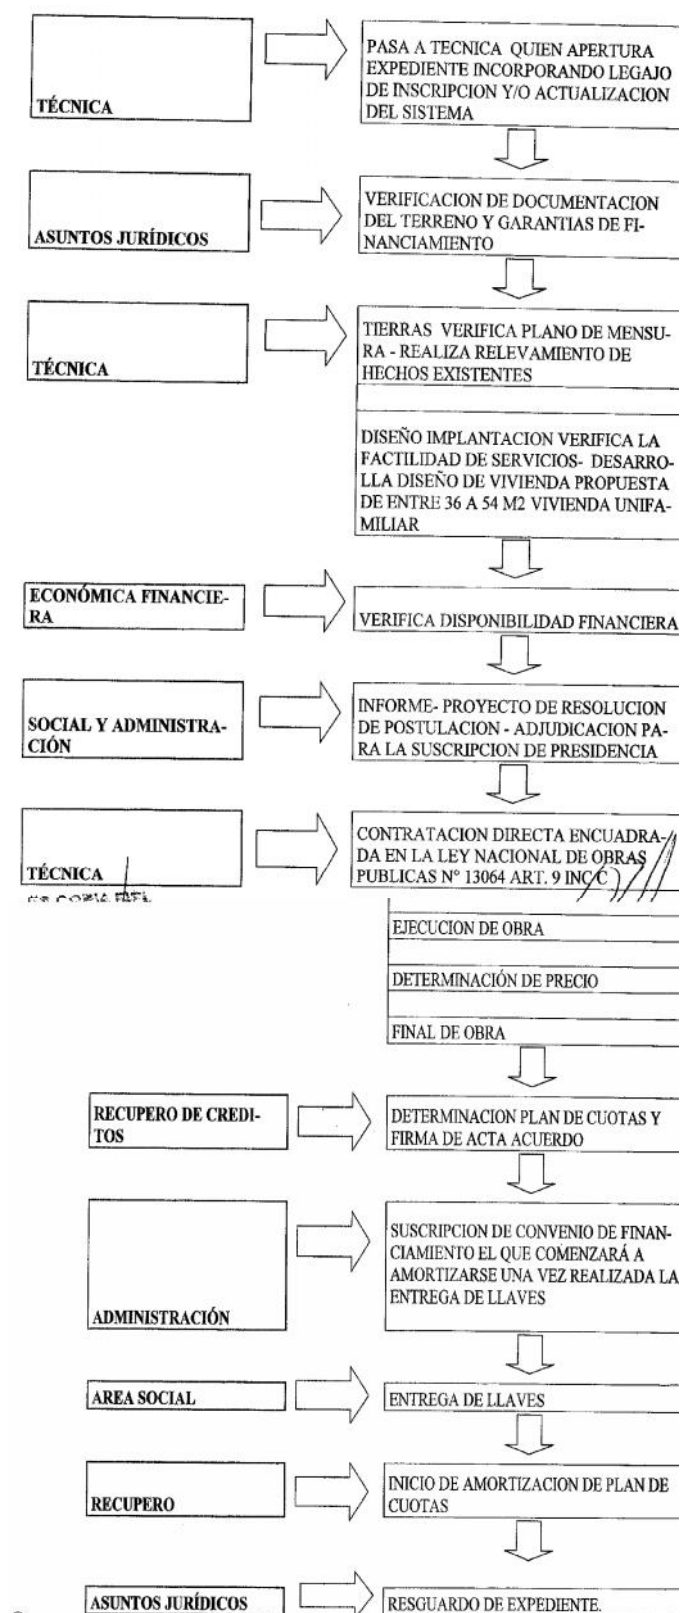 TÉCNICA
PASA A TECNICA QUIEN APERTURA
EXPEDIENTE INCORPORANDO LEGAJO
DE INSCRIPCION Y/O ACTUALIZACION
DEL SISTEMA
ASUNTOS JURÍDICOS
VERIFICACION DE DOCUMENTACION
DEL TERRENO Y GARANTIAS DE FI-
NANCIAMIENTO
TÉCNICA
TIERRAS VERIFICA PLANO DE MENSU-
RA - REALIZA RELEVAMIENTO DE
HECHOS EXISTENTES
DISEÑO IMPLANTACION VERIFICA LA
FACTILIDAD DE SERVICIOS- DESARRO-
LLA DISEÑO DE VIVIENDA PROPUESTA
DE ENTRE 36 A 54 M2 VIVIENDA UNIFA-
MILIAR
ECONÓMICA FINANCIE-
RA
VERIFICA DISPONIBILIDAD FINANCIERA
SOCIAL Y ADMINISTRA-
CIÓN
INFORME- PROYECTO DE RESOLUCION
DE POSTULACION - ADJUDICACION PA-
RA LA SUSCRIPCION DE PRESIDENCIA
TÉCNICA
CONTRATACION DIRECTA ENCUADRA-
DA EN LA LEY NACIONAL DE OBRAS
PUBLICAS N° 13064 ART. 9 INC C
EJECUCION DE OBRA
DETERMINACIÓN DE PRECIO
FINAL DE OBRA
RECUPERO DE CREDI-
TOS
DETERMINACION PLAN DE CUOTAS Y
FIRMA DE ACTA ACUERDO
ADMINISTRACIÓN
SUSCRIPCION DE CONVENIO DE FINAN-
CIAMIENTO EL QUE COMENZARÁ A
AMORTIZARSE UNA VEZ REALIZADA LA
ENTREGA DE LLAVES
AREA SOCIAL
ENTREGA DE LLAVES
RECUPERO
INICIO DE AMORTIZACION DE PLAN DE
CUOTAS
ASUNTOS JURÍDICOS
RESGUARDO DE EXPEDIENTE.